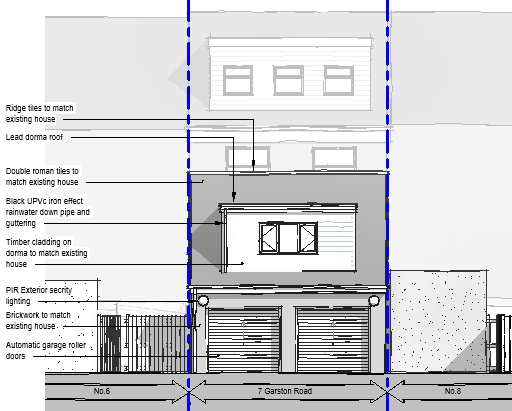 Ridge tiles to match
existing house
Lead dorma roof
Double roman tiles to
match existing house
Black UPVc iron effect
rainwater down pipe and
guttering
Timber cladding on
dorma to match existing
house
PIR Exterior secrity
lighting
Brickwork to match
existing house
Automatic garage roller
doors
No.6
7 Garston Road
No.8